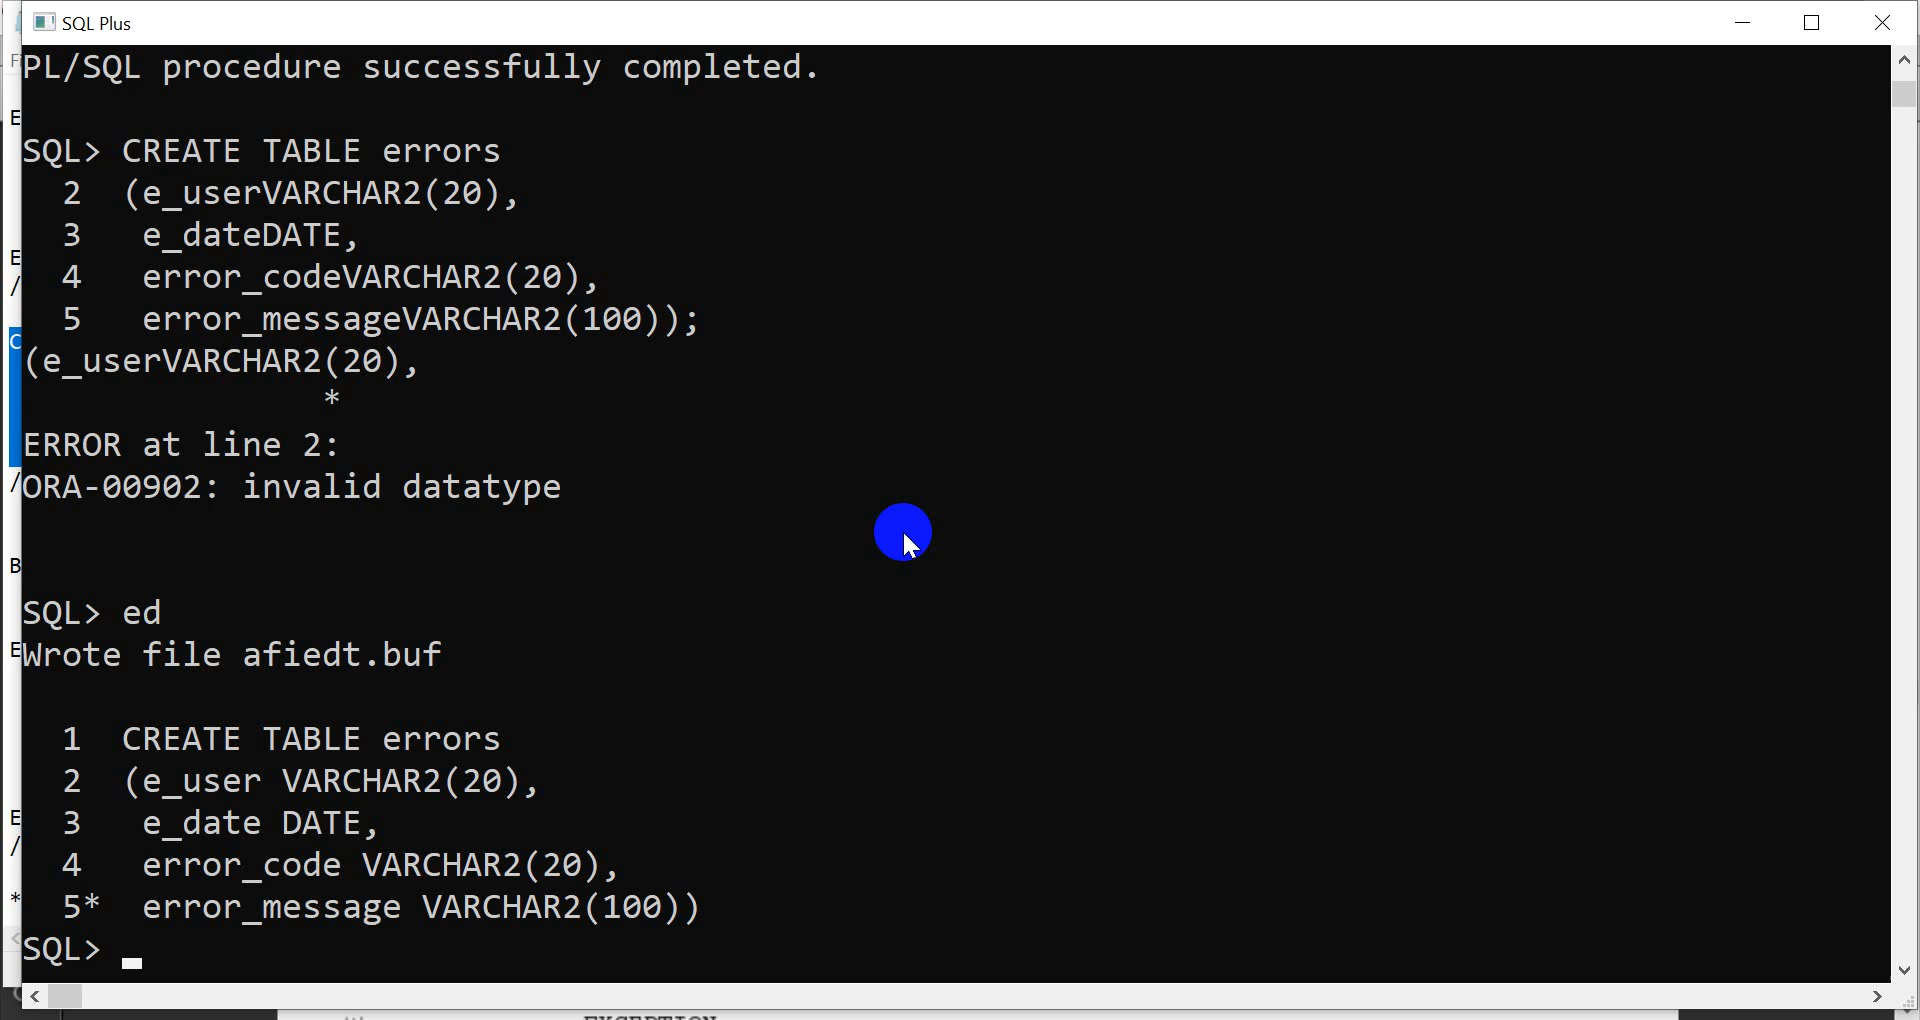 SQL Plus
PL/SQL procedure successfully completed.
SQL> CREATE TABLE errors
2 (e_userVARCHAR2(20),
3 e_dateDATE,
4 error_codeVARCHAR2(20),
5 error_messageVARCHAR2(100));
(e_userVARCHAR2(20),
*
ERROR at line 2:
ORA-00902: invalid datatype
SQL> ed
Wrote file afiedt.buf
1 CREATE TABLE errors
2 (e_user VARCHAR2(20),
3 e_date DATE,
4 error_code VARCHAR2(20),
5* error_message VARCHAR2(100))
SQL>
EXCEPTION